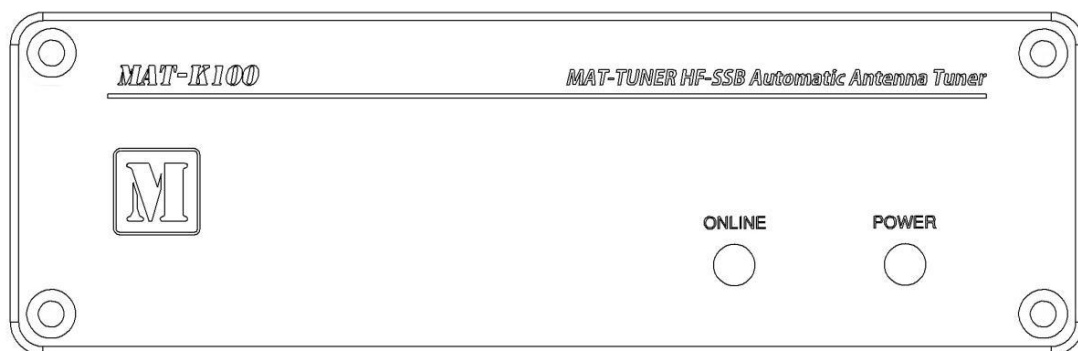 MAT-K100
MAT-TUNER HF-SSB Automatic Antenna Tuner
M
ONLINE
POWER